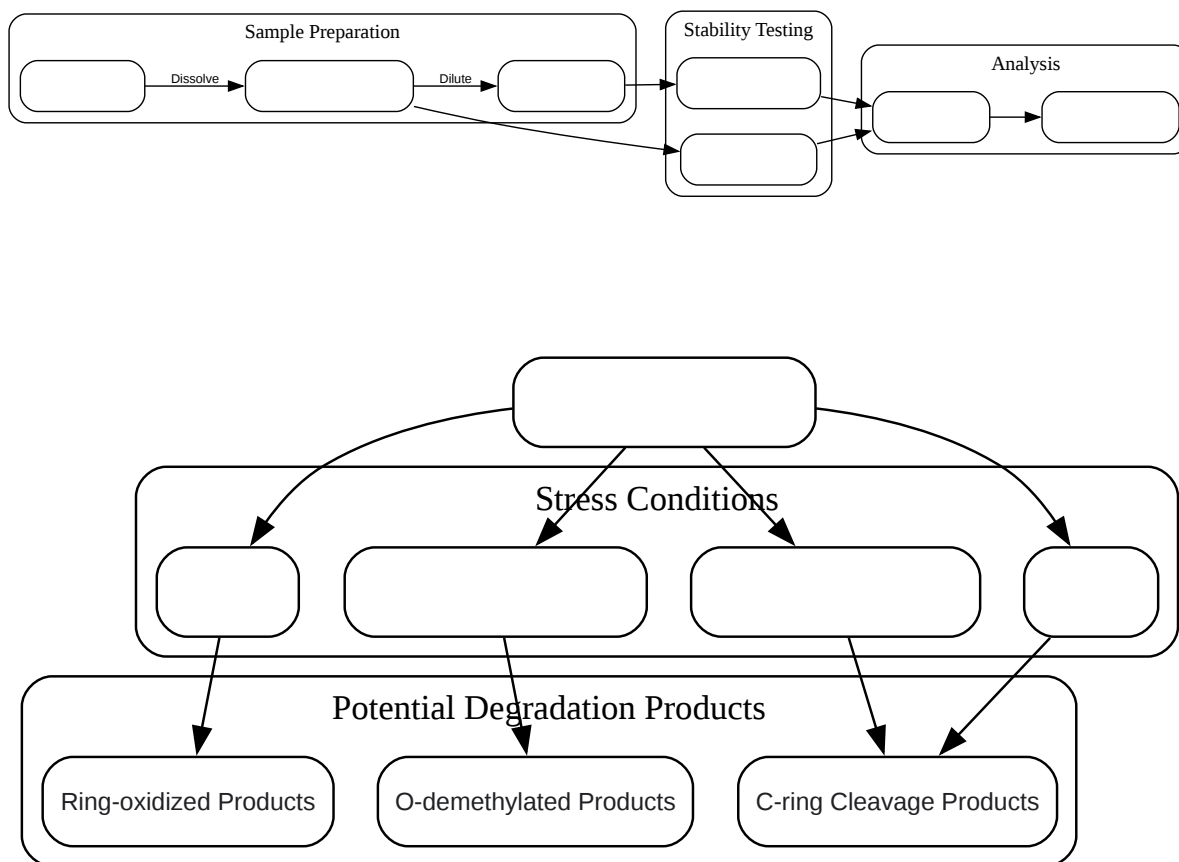 Sample Preparation
Stability Testing
Analysis
Dissolve
Dilute
Stress Conditions
Potential Degradation Products
Ring-oxidized Products
O-demethylated Products
C-ring Cleavage Products